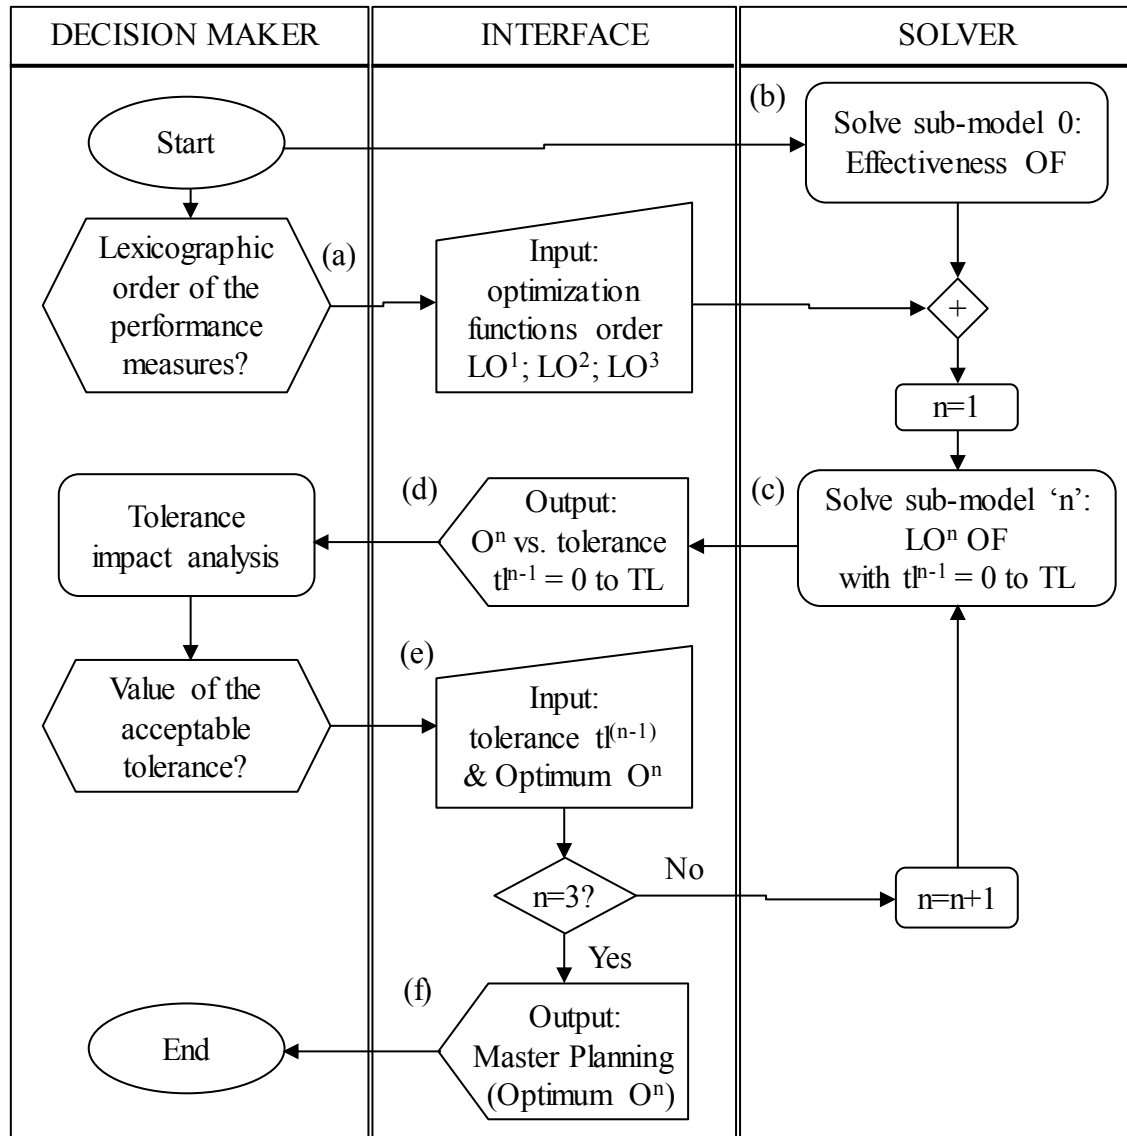 DECISION MAKER
INTERFACE
SOLVER
Start
(b)
Solve sub-model 0:
Effectiveness OF
Lexicographic
order of the
performance
measures?
(a)
Input:
optimization
functions order
LO¹; LO²; LO³
+
n=1
Tolerance
impact analysis
(d)
Output:
Oⁿ vs. tolerance
tlⁿ⁻¹ = 0 to TL
(c)
Solve sub-model ‘n’:
LOⁿ OF
with tlⁿ⁻¹ = 0 to TL
Value of the
acceptable
tolerance?
(e)
Input:
tolerance tl⁽ⁿ⁻¹⁾
& Optimum Oⁿ
n=3?
No
n=n+1
Yes
(f)
Output:
Master Planning
(Optimum Oⁿ)
End